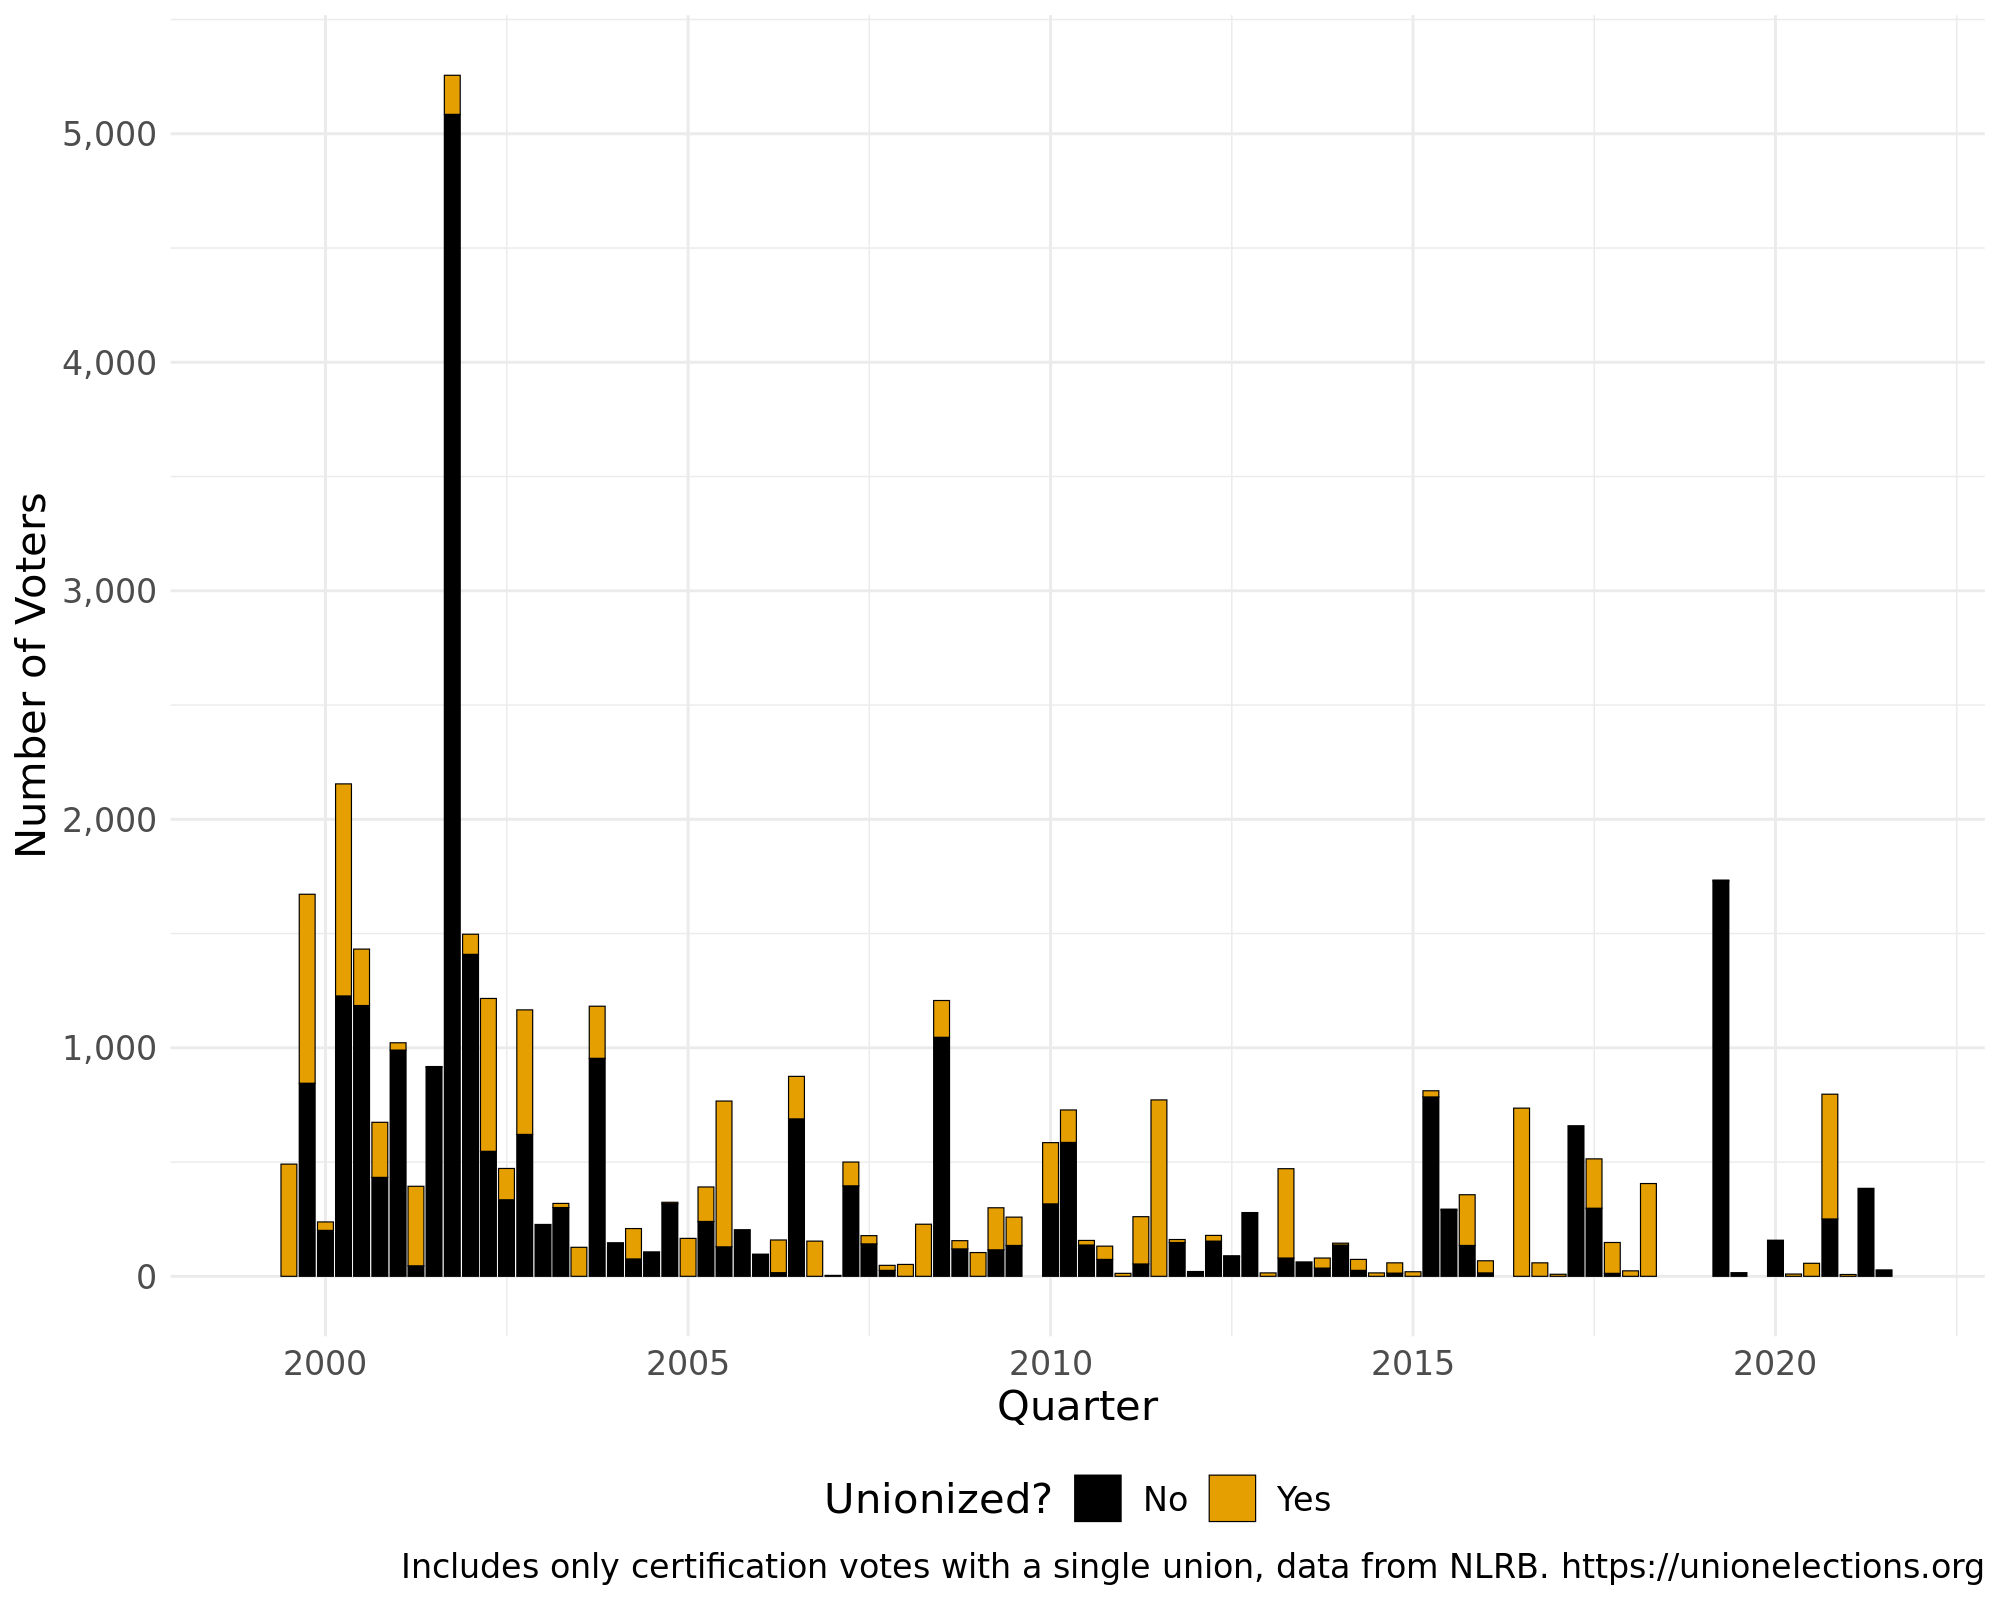 5,000
4,000
3,000
2,000
1,000
0
Number of Voters
2000 2005 2010 2015 2020
Quarter
Unionized? No Yes
Includes only certification votes with a single union, data from NLRB. https://unionelections.org